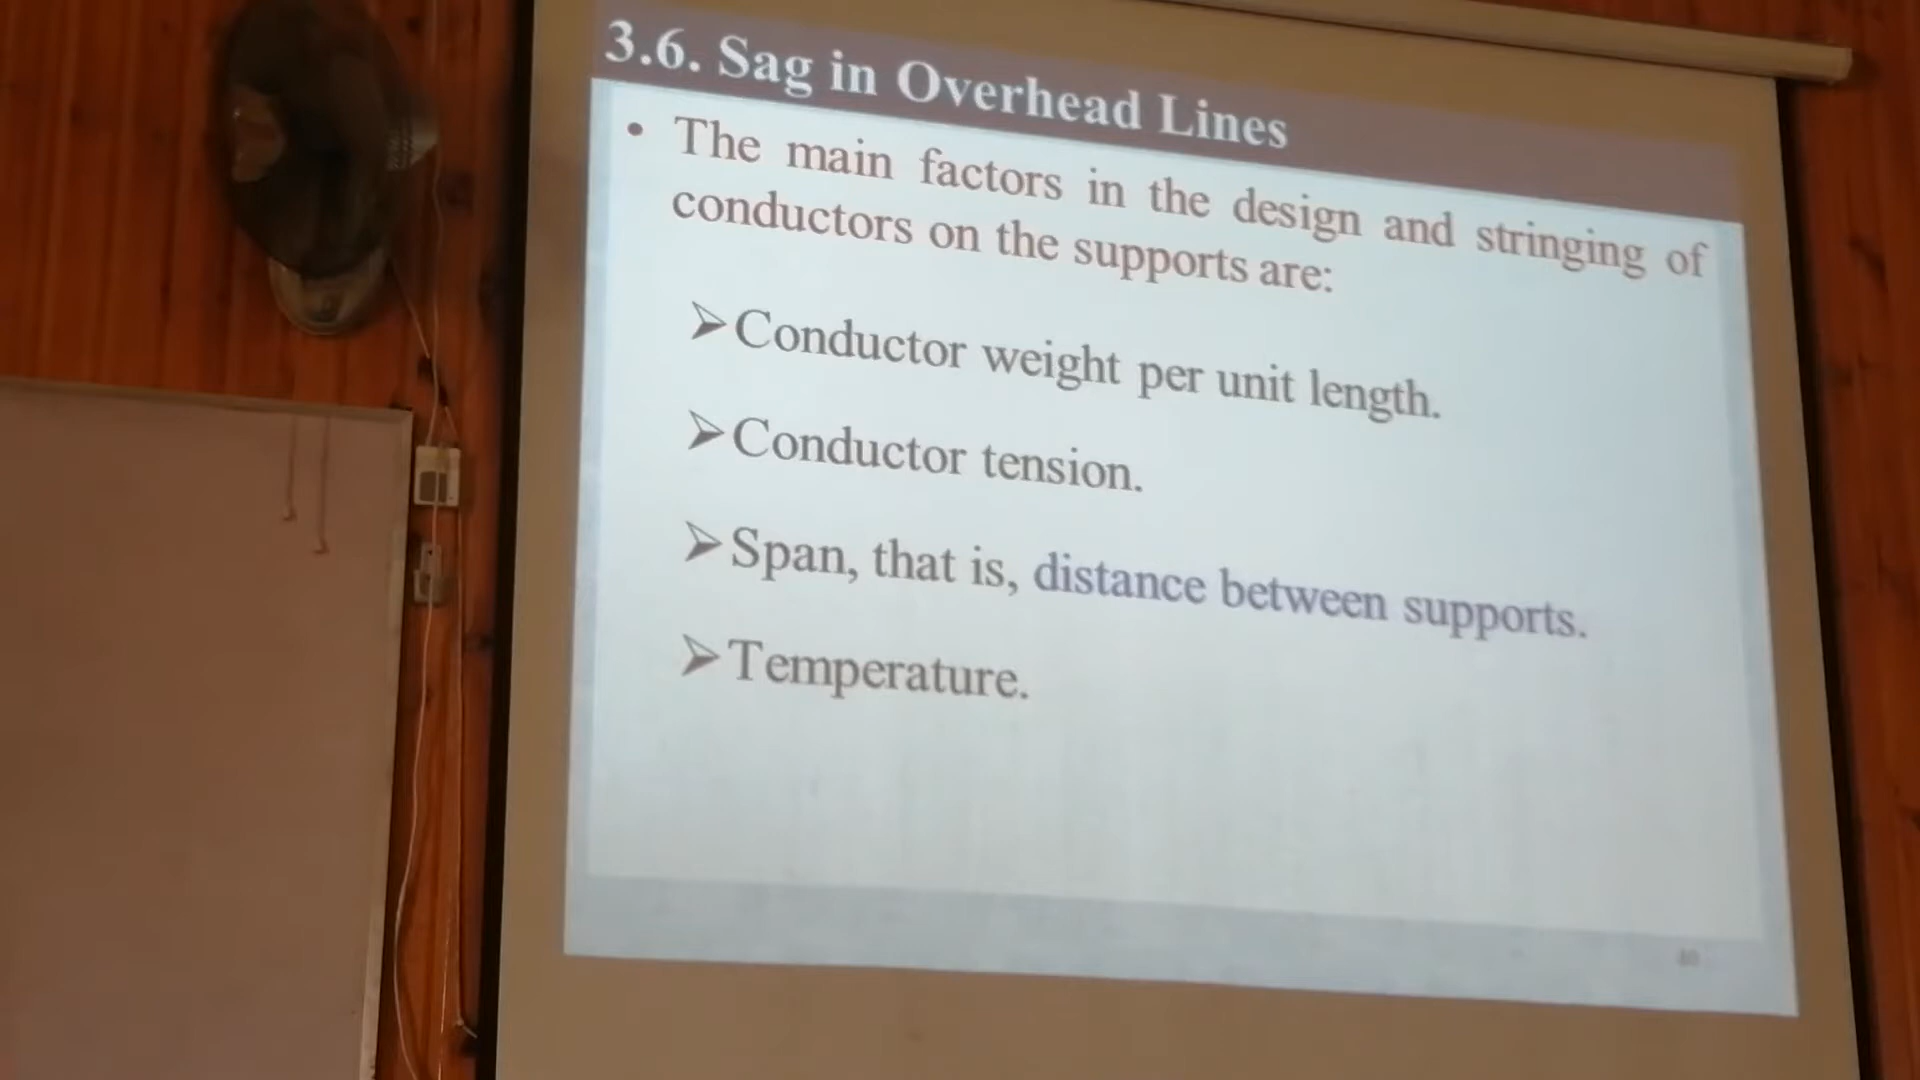 3.6. Sag in Overhead Lines
• The main factors in the design and stringing of
conductors on the supports are:
➢Conductor weight per unit length.
➢Conductor tension.
➢Span, that is, distance between supports.
➢Temperature.
40